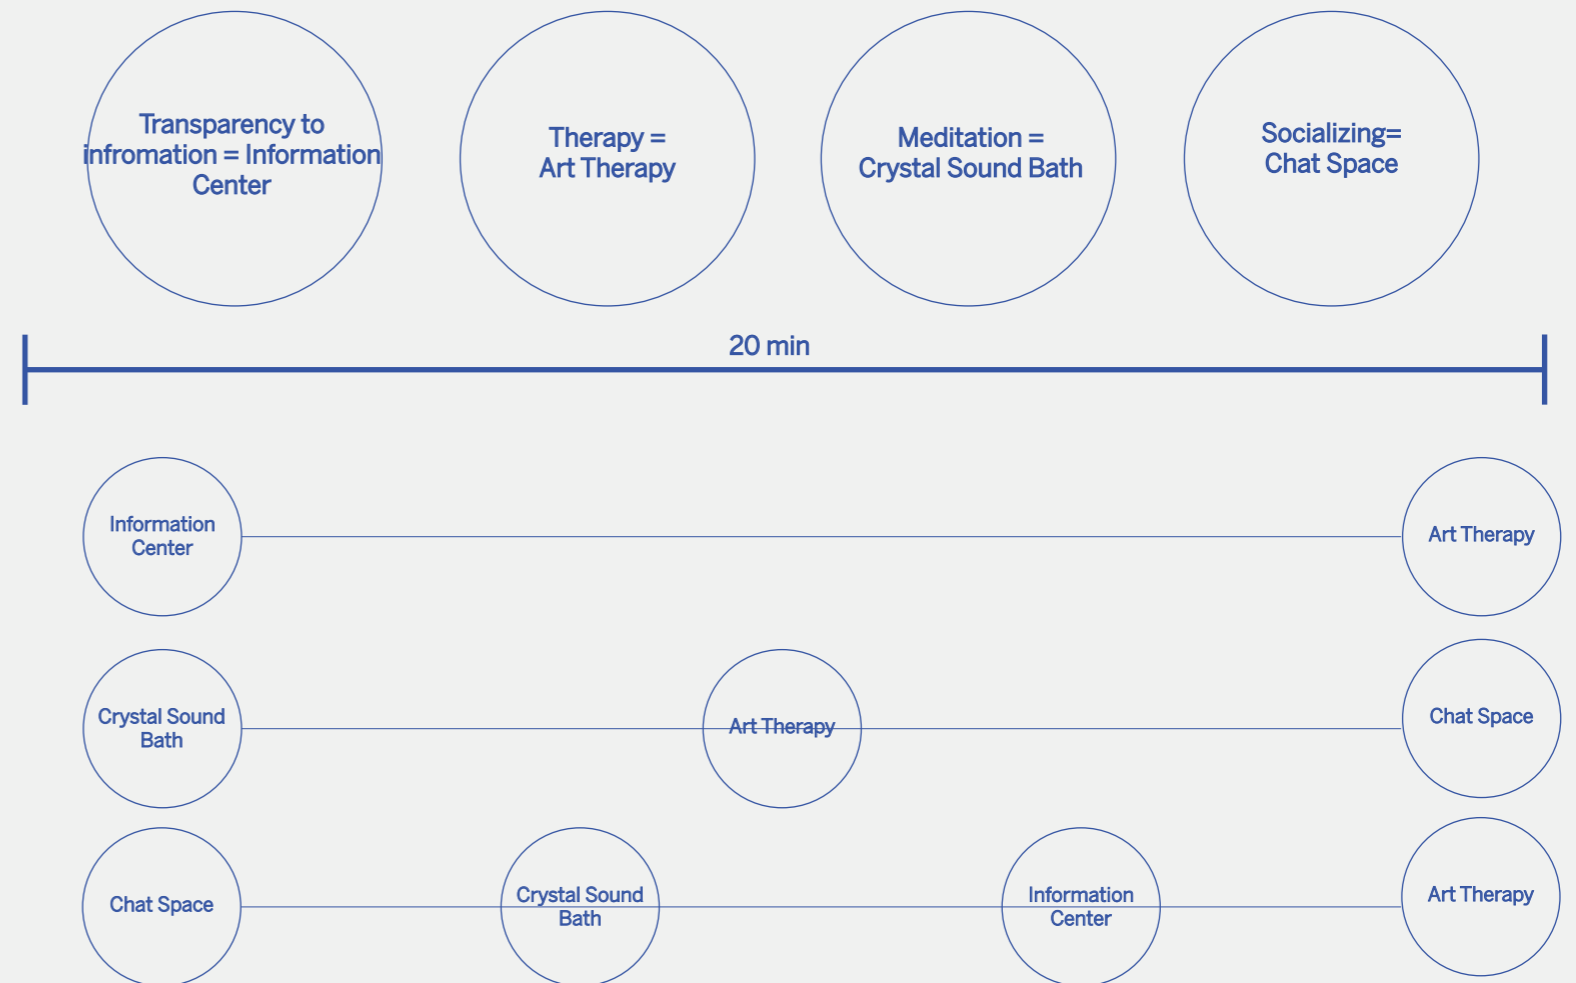 Transparency to
infromation = Information
Center
Therapy =
Art Therapy
Meditation =
Crystal Sound Bath
Socializing=
Chat Space
20 min
Information
Center
Art Therapy
Crystal Sound
Bath
Art Therapy
Chat Space
Chat Space
Crystal Sound
Bath
Information
Center
Art Therapy